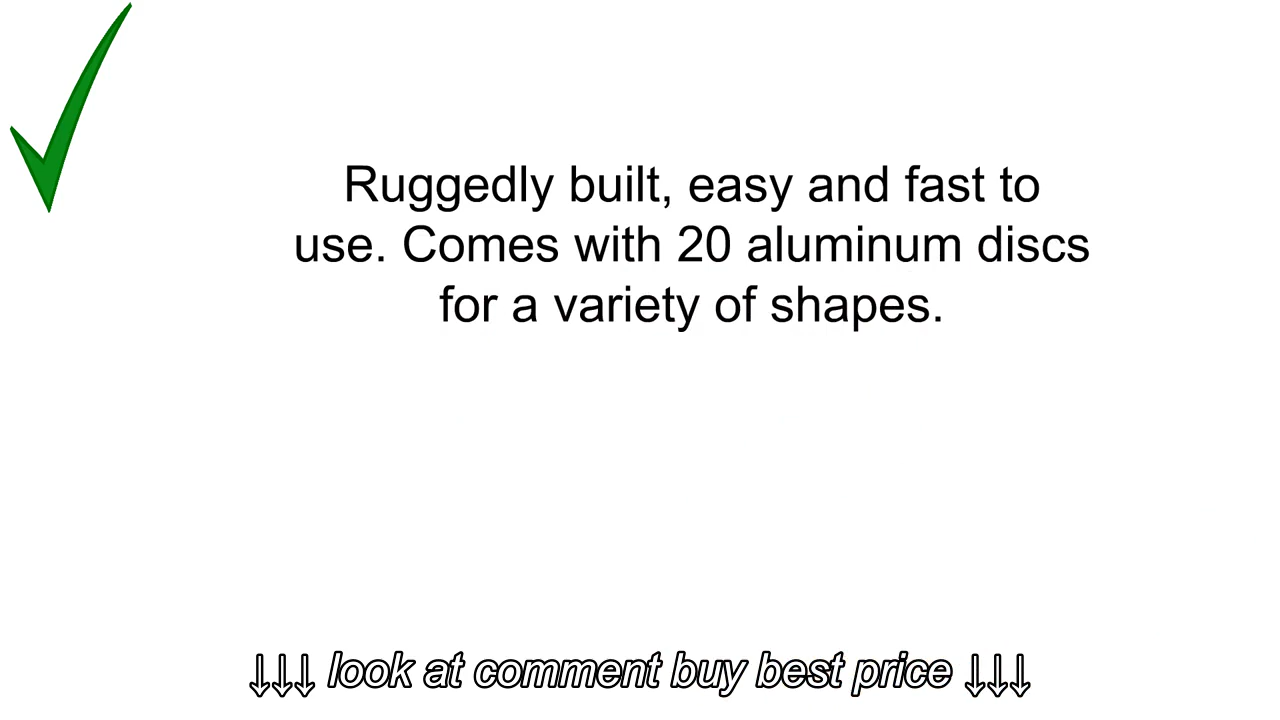 Ruggedly built, easy and fast to
use. Comes with 20 aluminum discs
for a variety of shapes.
↓↓↓ look at comment buy best price ↓↓↓